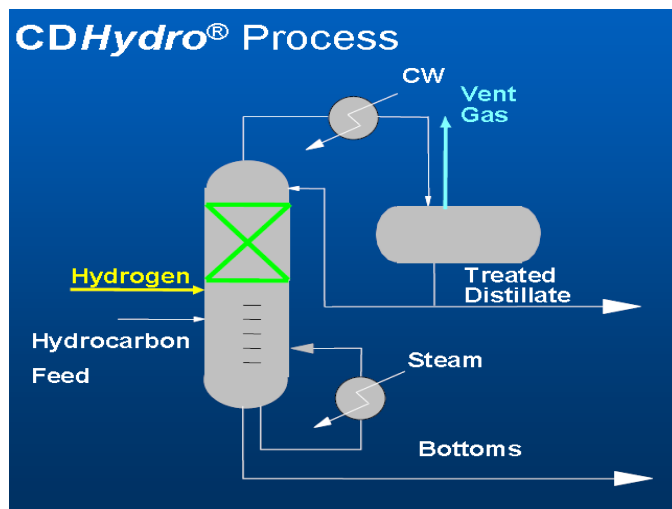 CDHydro® Process
CW
Vent
Gas
Hydrogen
Treated
Distillate
Hydrocarbon
Feed
Steam
Bottoms